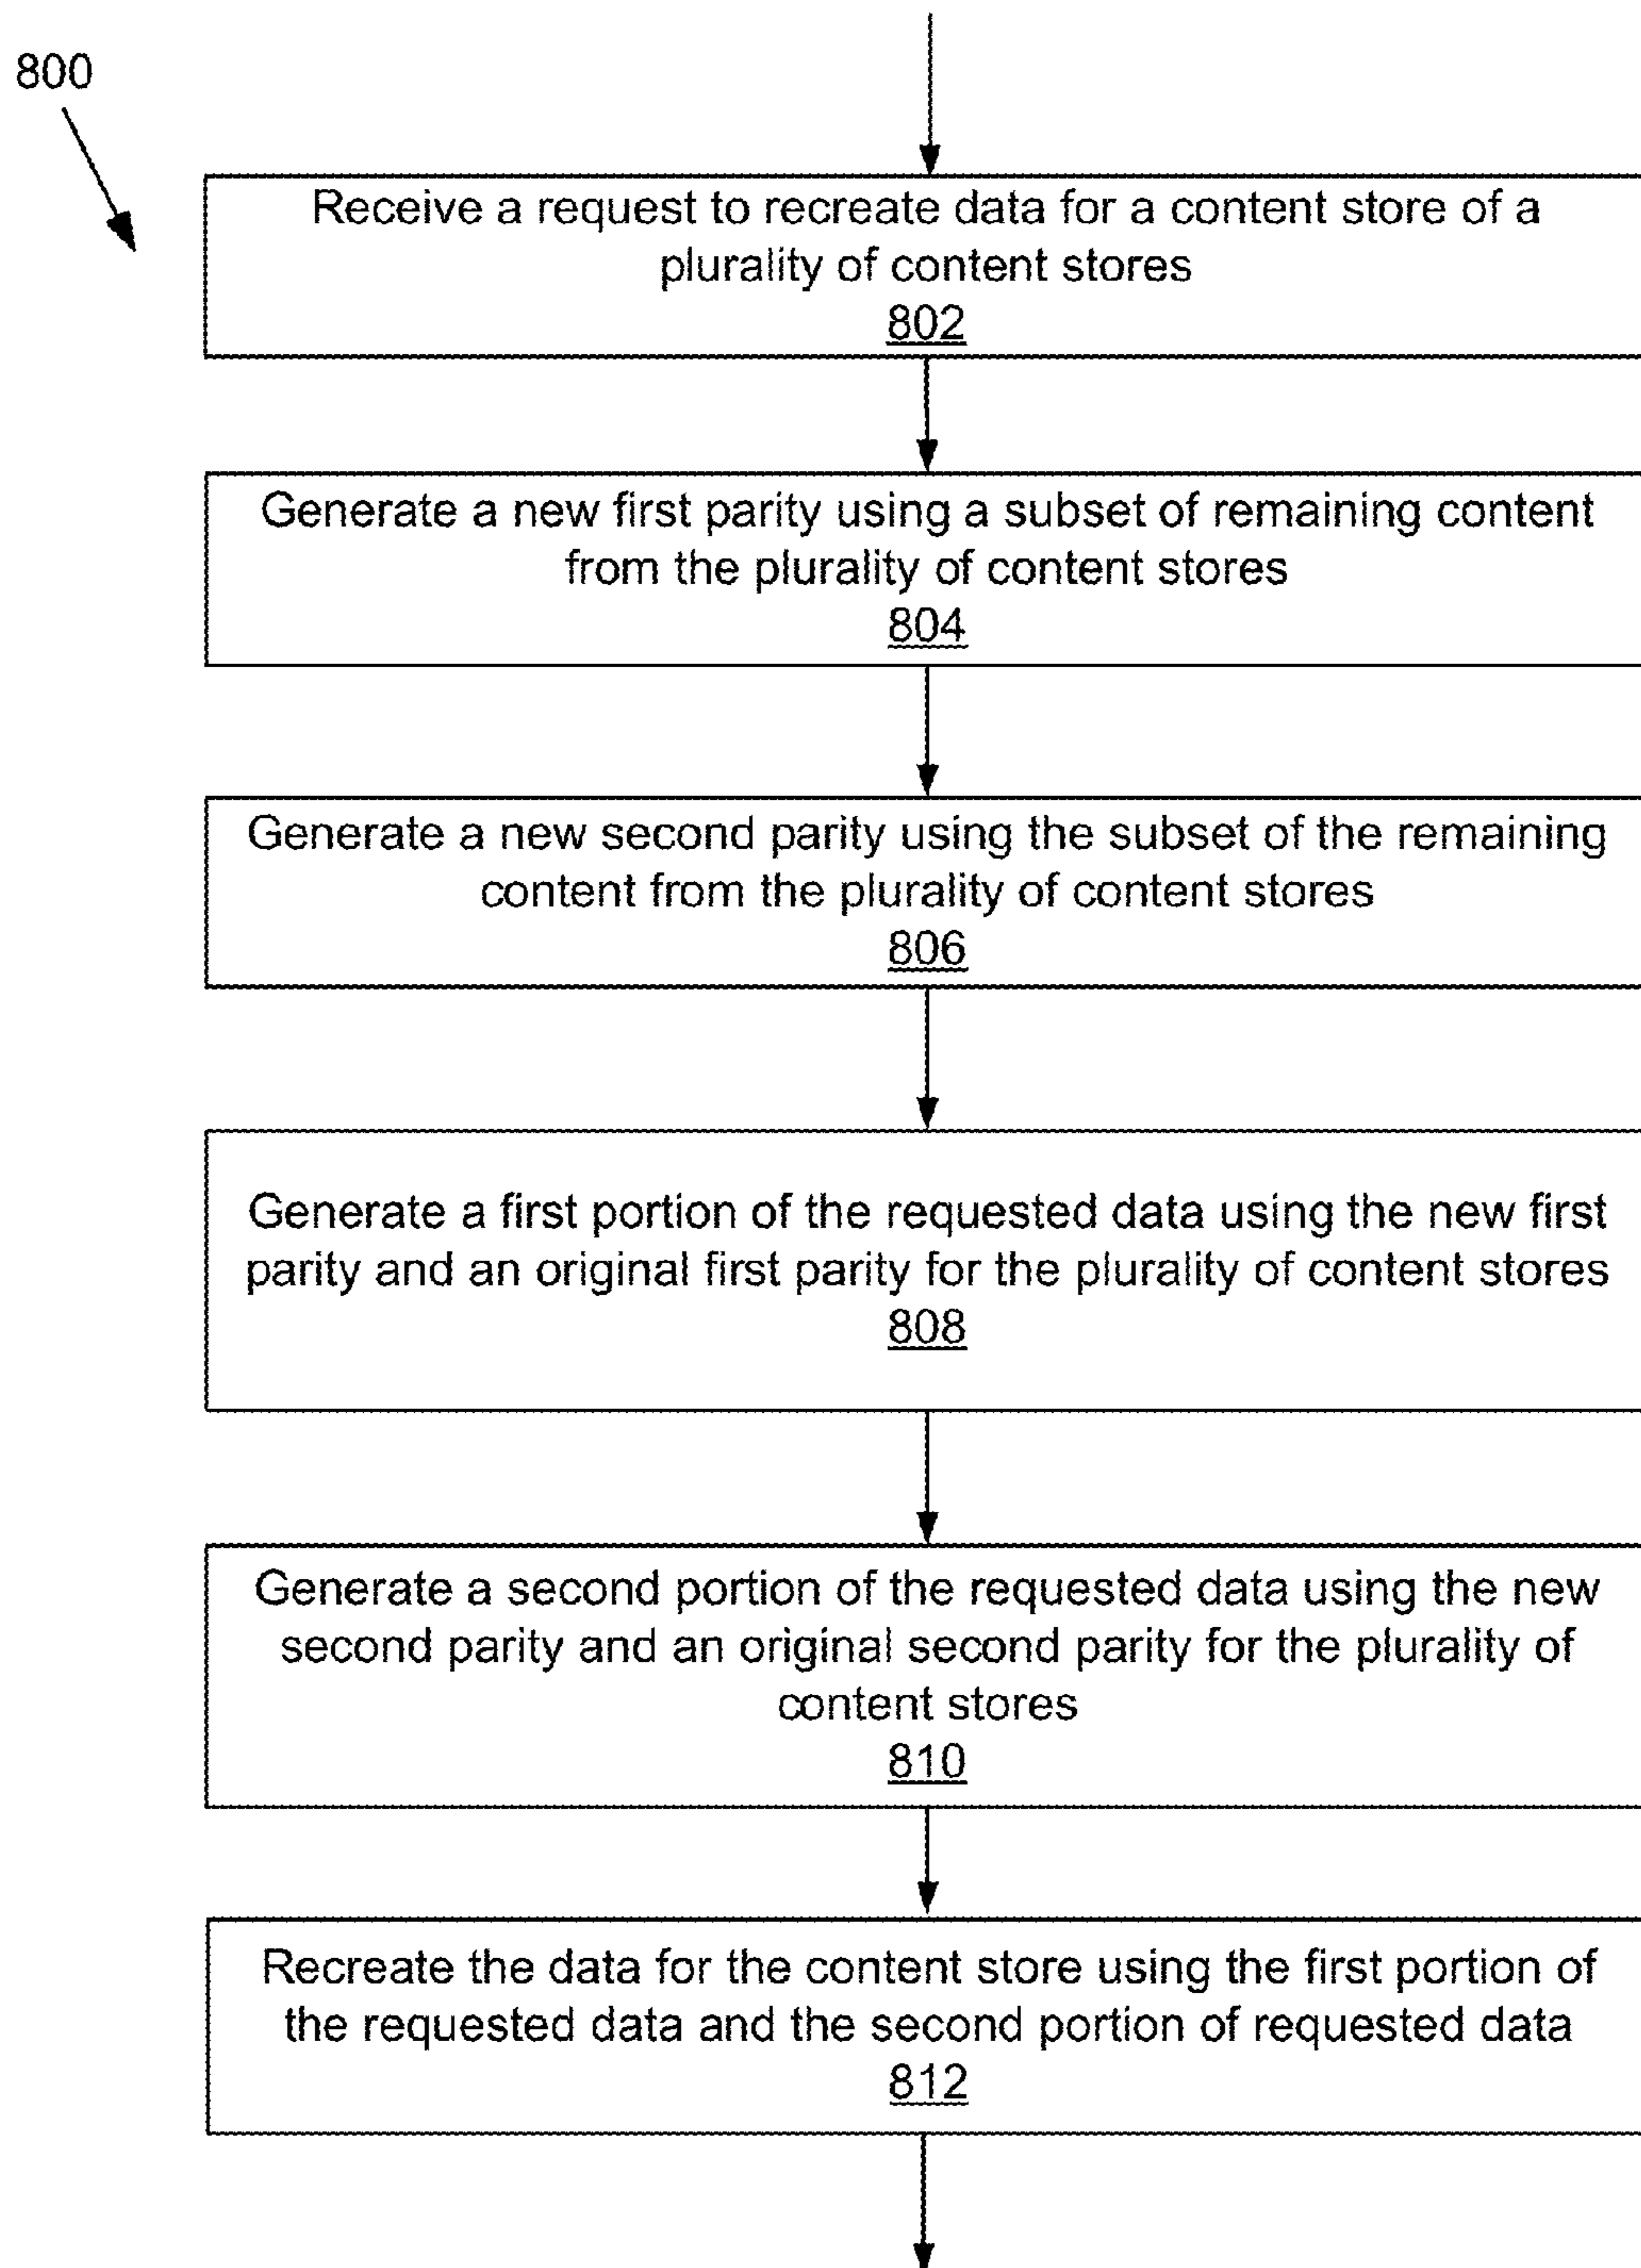 800
Receive a request to recreate data for a content store of a
plurality of content stores
802
Generate a new first parity using a subset of remaining content
from the plurality of content stores
804
Generate a new second parity using the subset of the remaining
content from the plurality of content stores
806
Generate a first portion of the requested data using the new first
parity and an original first parity for the plurality of content stores
808
Generate a second portion of the requested data using the new
second parity and an original second parity for the plurality of
content stores
810
Recreate the data for the content store using the first portion of
the requested data and the second portion of requested data
812